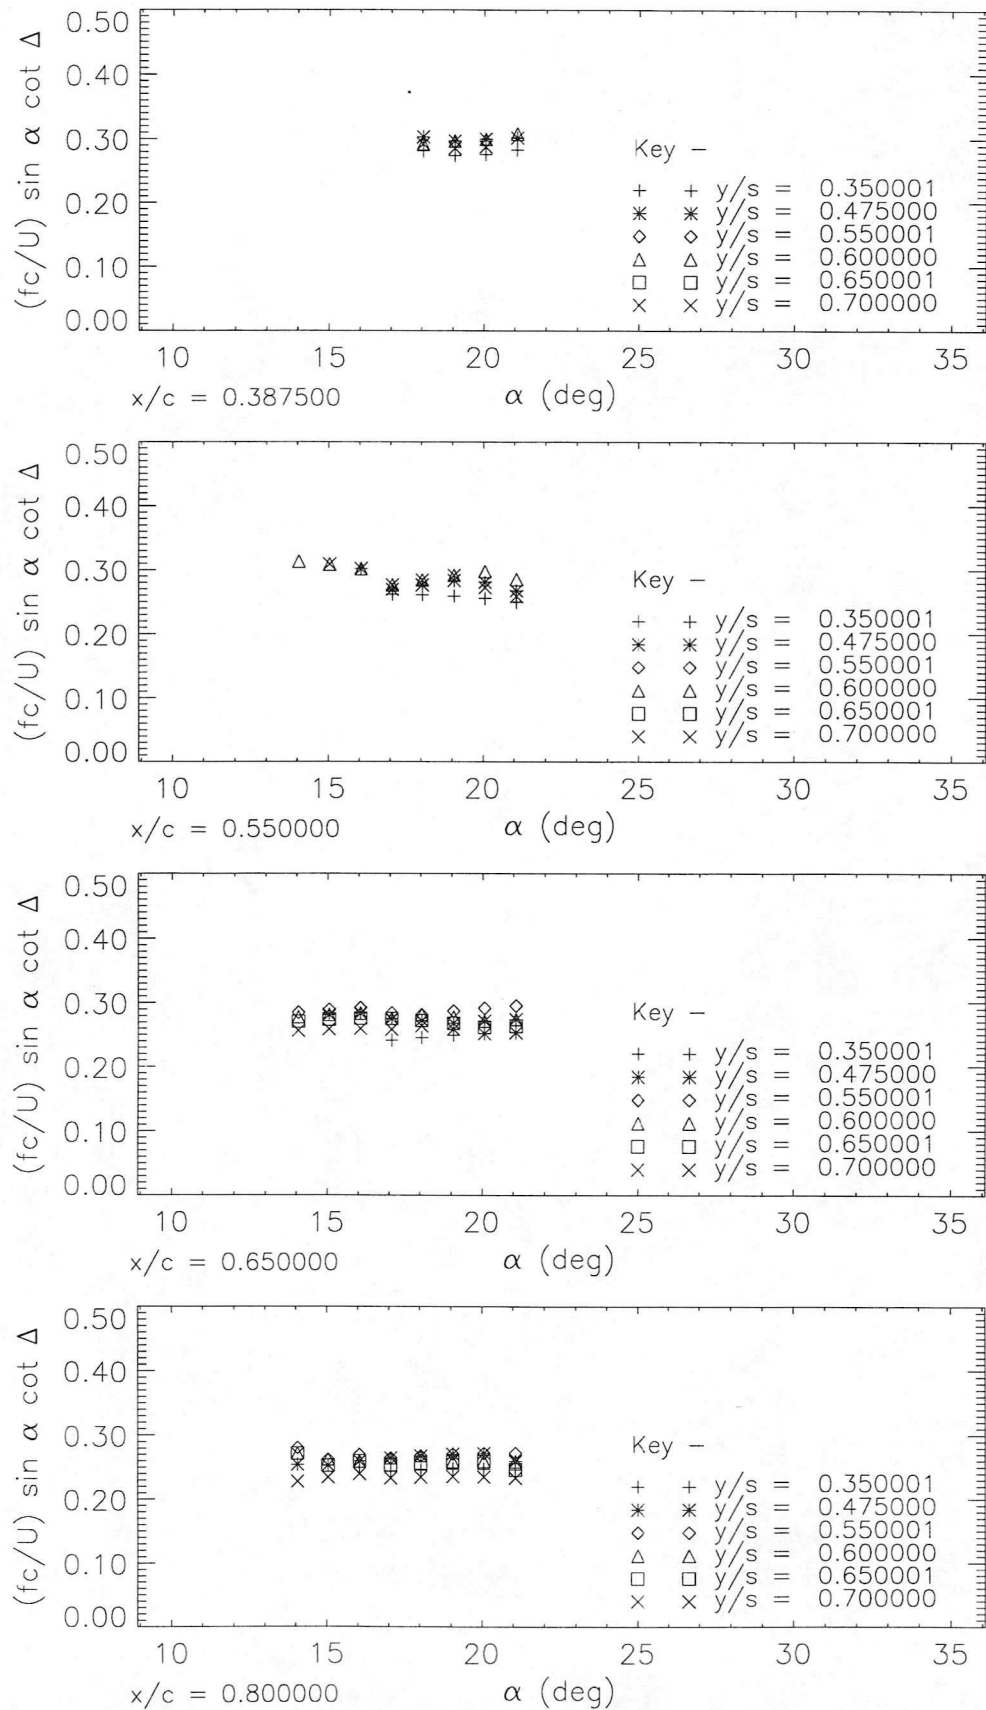 0.50
0.40
0.30
0.20
0.10
0.00
(fc/U) sin α cot Δ
Key –
y/s = 0.350001
y/s = 0.475000
y/s = 0.550001
y/s = 0.600000
y/s = 0.650001
y/s = 0.700000
10 15 20 25 30 35
x/c = 0.387500 α (deg)
0.50
0.40
0.30
0.20
0.10
0.00
(fc/U) sin α cot Δ
Key –
y/s = 0.350001
y/s = 0.475000
y/s = 0.550001
y/s = 0.600000
y/s = 0.650001
y/s = 0.700000
10 15 20 25 30 35
x/c = 0.550000 α (deg)
0.50
0.40
0.30
0.20
0.10
0.00
(fc/U) sin α cot Δ
Key –
y/s = 0.350001
y/s = 0.475000
y/s = 0.550001
y/s = 0.600000
y/s = 0.650001
y/s = 0.700000
10 15 20 25 30 35
x/c = 0.650000 α (deg)
0.50
0.40
0.30
0.20
0.10
0.00
(fc/U) sin α cot Δ
Key –
y/s = 0.350001
y/s = 0.475000
y/s = 0.550001
y/s = 0.600000
y/s = 0.650001
y/s = 0.700000
10 15 20 25 30 35
x/c = 0.800000 α (deg)